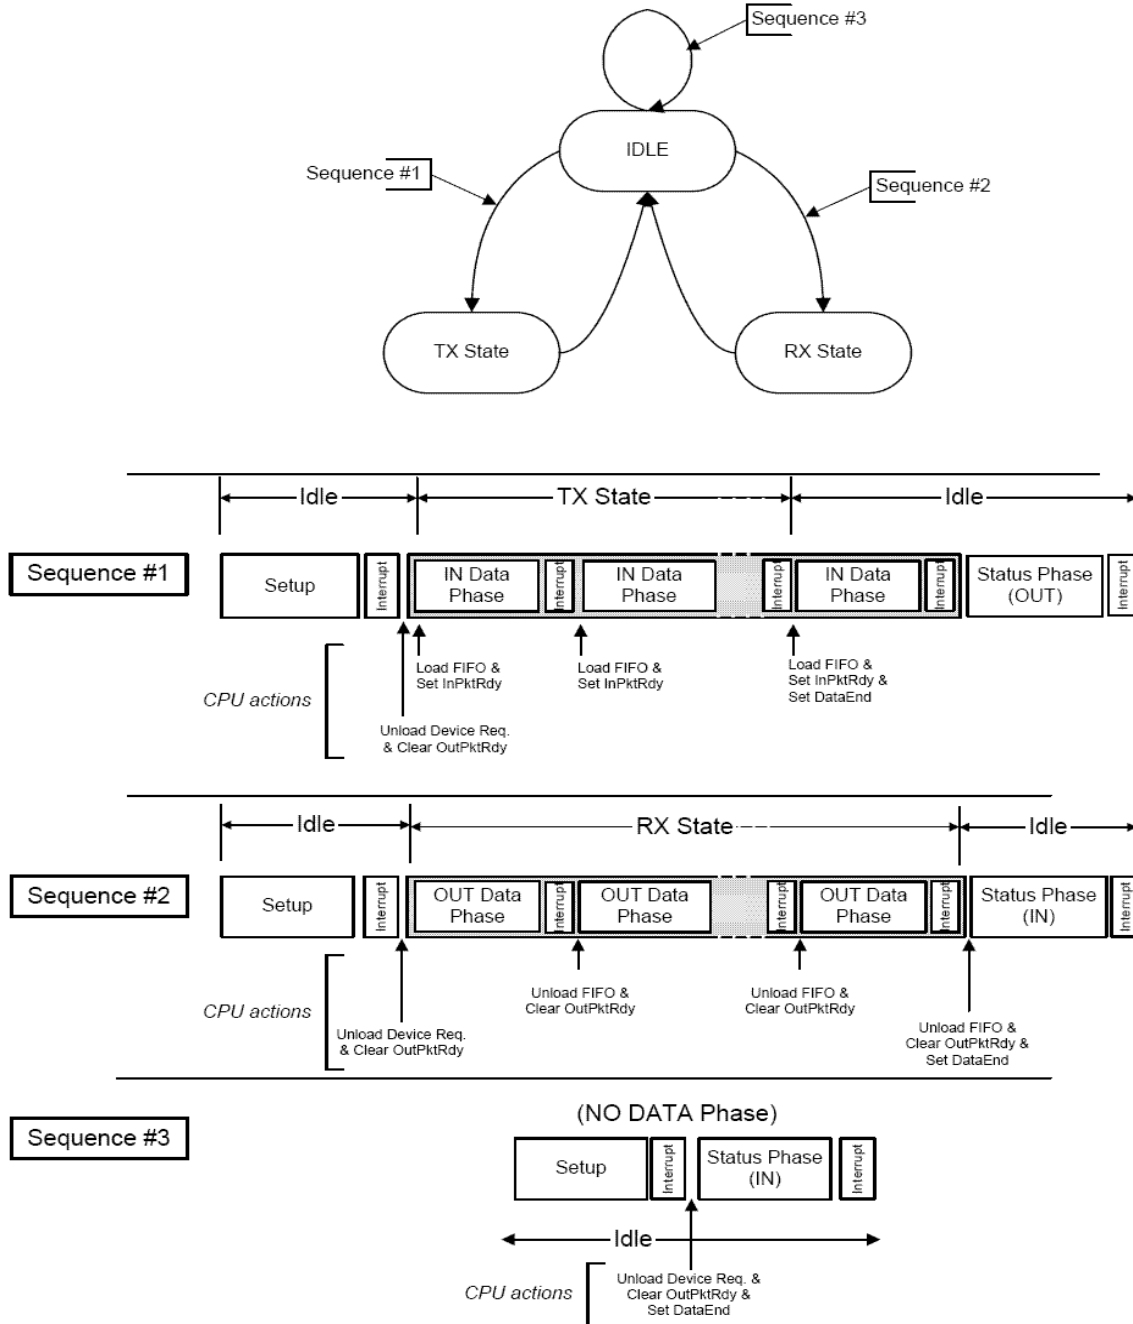 Sequence #3
IDLE
Sequence #1
Sequence #2
TX State
RX State
Idle
TX State
Idle
Sequence #1
Setup
Interrupt
IN Data
Phase
Interrupt
IN Data
Phase
Interrupt
IN Data
Phase
Interrupt
Status Phase
(OUT)
Interrupt
CPU actions
Load FIFO &
Set InPktRdy
Load FIFO &
Set InPktRdy
Load FIFO &
Set InPktRdy &
Set DataEnd
Unload Device Req.
& Clear OutPktRdy
Idle
RX State
Idle
Sequence #2
Setup
Interrupt
OUT Data
Phase
Interrupt
OUT Data
Phase
Interrupt
OUT Data
Phase
Interrupt
Status Phase
(IN)
Interrupt
CPU actions
Unload Device Req.
& Clear OutPktRdy
Unload FIFO &
Clear OutPktRdy
Unload FIFO &
Clear OutPktRdy
Unload FIFO &
Clear OutPktRdy &
Set DataEnd
Sequence #3
(NO DATA Phase)
Setup
Interrupt
Status Phase
(IN)
Interrupt
Idle
CPU actions
Unload Device Req. &
Clear OutPktRdy &
Set DataEnd